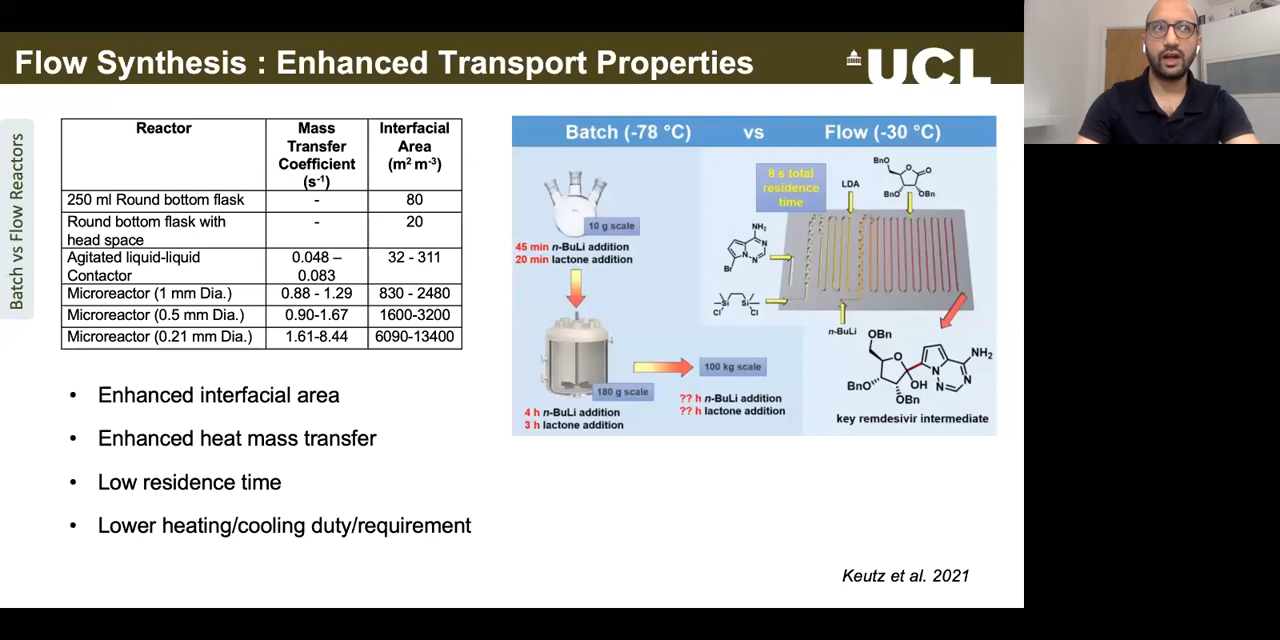 Flow Synthesis : Enhanced Transport Properties
UCL
Batch vs Flow Reactors
Reactor
Mass
Transfer
Coefficient
(s⁻¹)
Interfacial
Area
(m² m⁻³)
250 ml Round bottom flask
-
80
Round bottom flask with
head space
-
20
Agitated liquid-liquid
Contactor
0.048 –
0.083
32 - 311
Microreactor (1 mm Dia.)
0.88 - 1.29
830 - 2480
Microreactor (0.5 mm Dia.)
0.90-1.67
1600-3200
Microreactor (0.21 mm Dia.)
1.61-8.44
6090-13400
• Enhanced interfacial area
• Enhanced heat mass transfer
• Low residence time
• Lower heating/cooling duty/requirement
Batch (-78 °C) vs Flow (-30 °C)
10 g scale
45 min n-BuLi addition
20 min lactone addition
180 g scale
4 h n-BuLi addition
3 h lactone addition
100 kg scale
?? h n-BuLi addition
?? h lactone addition
8 s total
residence
time
LDA
BnO
O
O
BnO
OBn
NH₂
N
N
N
Br
Si
Si
Cl
Cl
n-BuLi
OBn
O
NH₂
N
N
N
BnO
OH
OBn
key remdesivir intermediate
Keutz et al. 2021